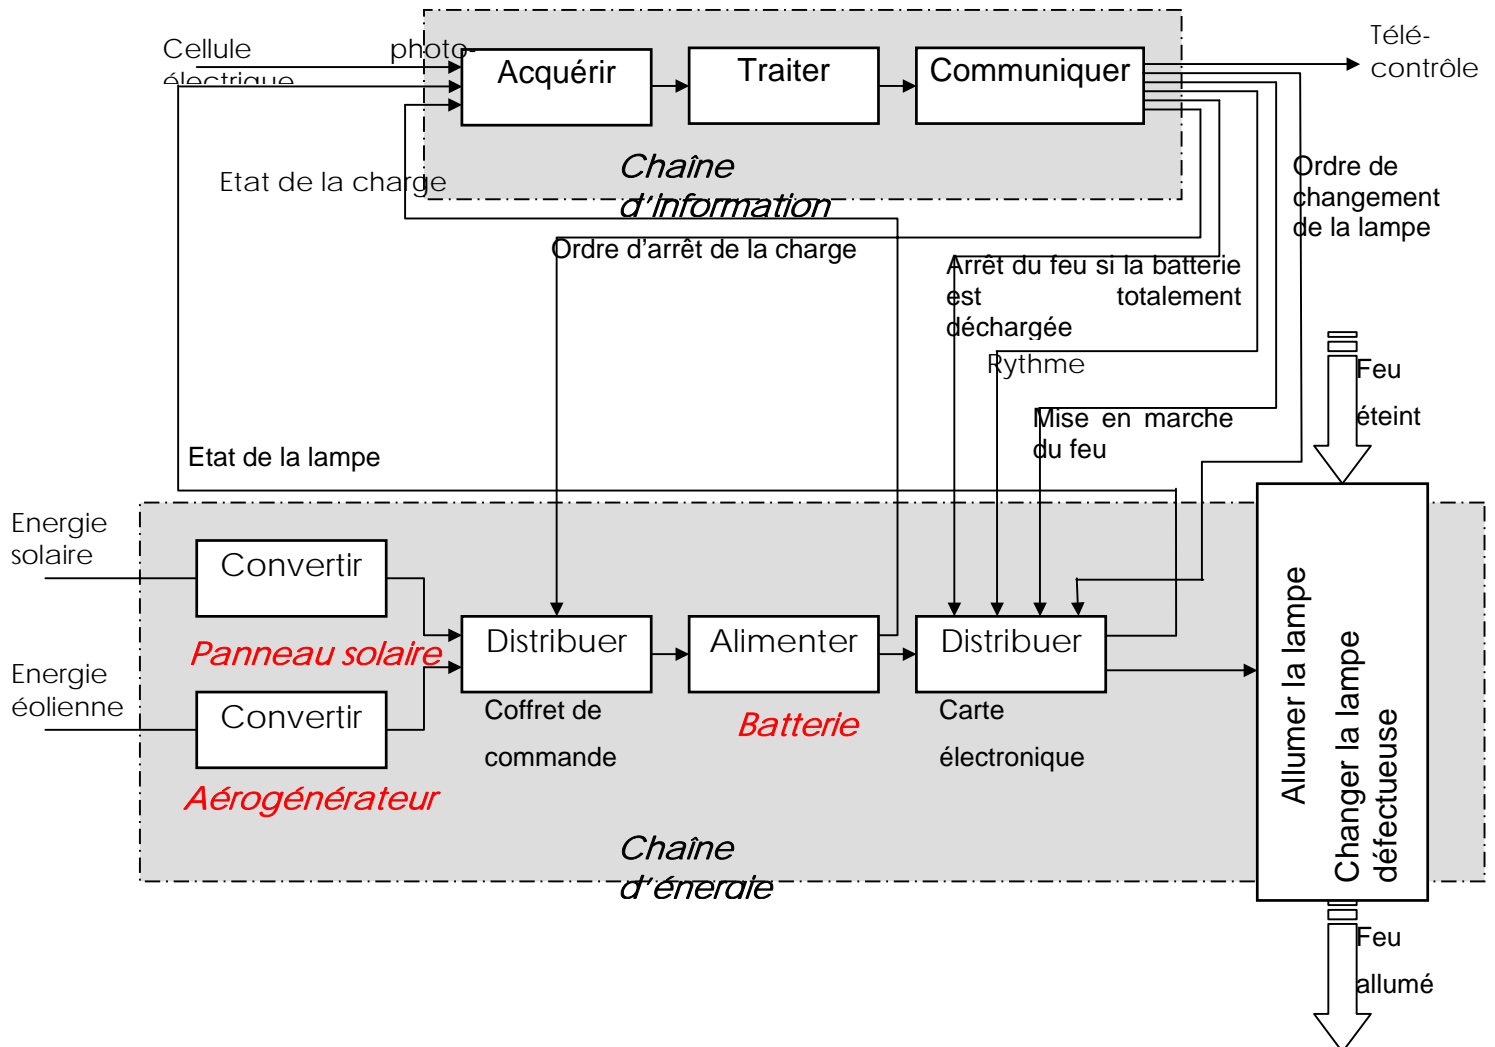 Cellule photo-
électrique
Acquérir
Traiter
Communiquer
Télé-
contrôle
Etat de la charge
Chaîne
d'information
Ordre de
changement
de la lampe
Ordre d'arrêt de la charge
Arrêt du feu si la batterie
est totalement
déchargée
Rythme
Mise en marche
du feu
Feu
éteint
Etat de la lampe
Energie
solaire
Convertir
Panneau solaire
Energie
éolienne
Convertir
Aérogénérateur
Distribuer
Coffret de
commande
Alimenter
Batterie
Distribuer
Carte
électronique
Allumer la lampe
Changer la lampe
défectueuse
Chaîne
d'énergie
Feu
allumé